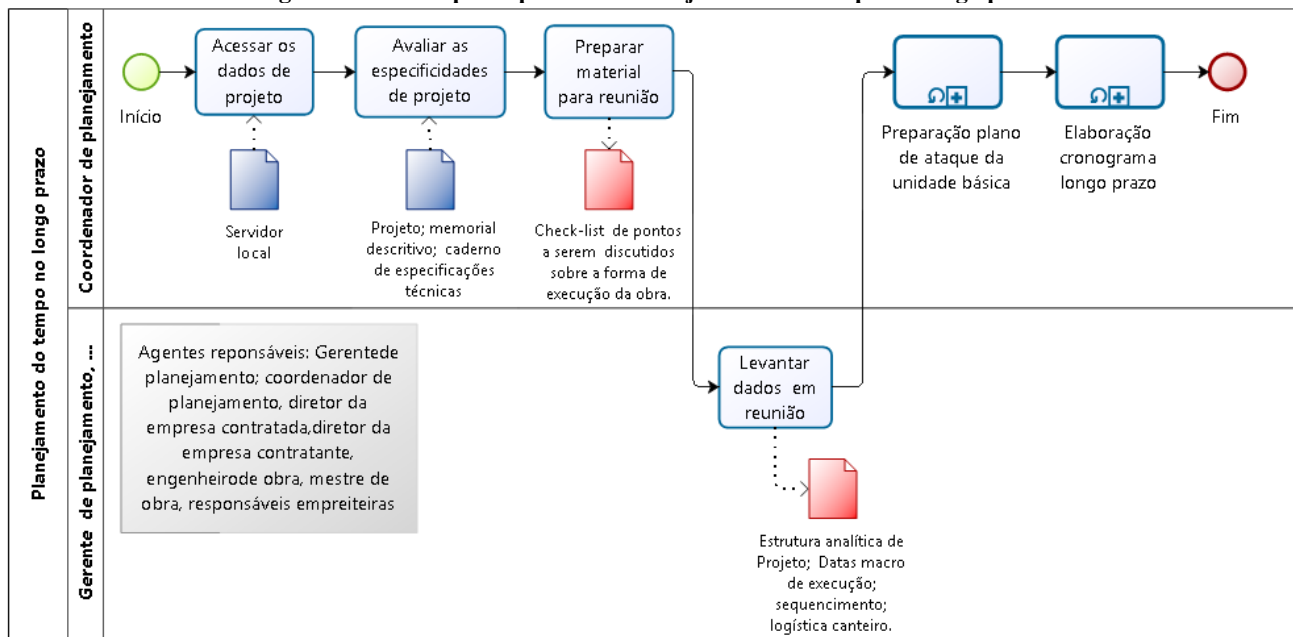 Planejamento do tempo no longo prazo
Coordenador de planejamento
Início
Acessar os
dados de
projeto
Servidor
local
Avaliar as
especificidades
de projeto
Projeto; memorial
descritivo; caderno
de especificações
técnicas
Preparar
material
para reunião
Check-list de pontos
a serem discutidos
sobre a forma de
execução da obra.
Preparação plano
de ataque da
unidade básica
Elaboração
cronograma
longo prazo
Fim
Gerente de planejamento, ...
Agentes reponsáveis: Gerentede
planejamento; coordenador de
planejamento, diretor da
empresa contratada,diretor da
empresa contratante,
engenheirode obra, mestre de
obra, responsáveis empreiteiras
Levantar
dados em
reunião
Estrutura analítica de
Projeto; Datas macro
de execução;
sequencimento;
logística canteiro.